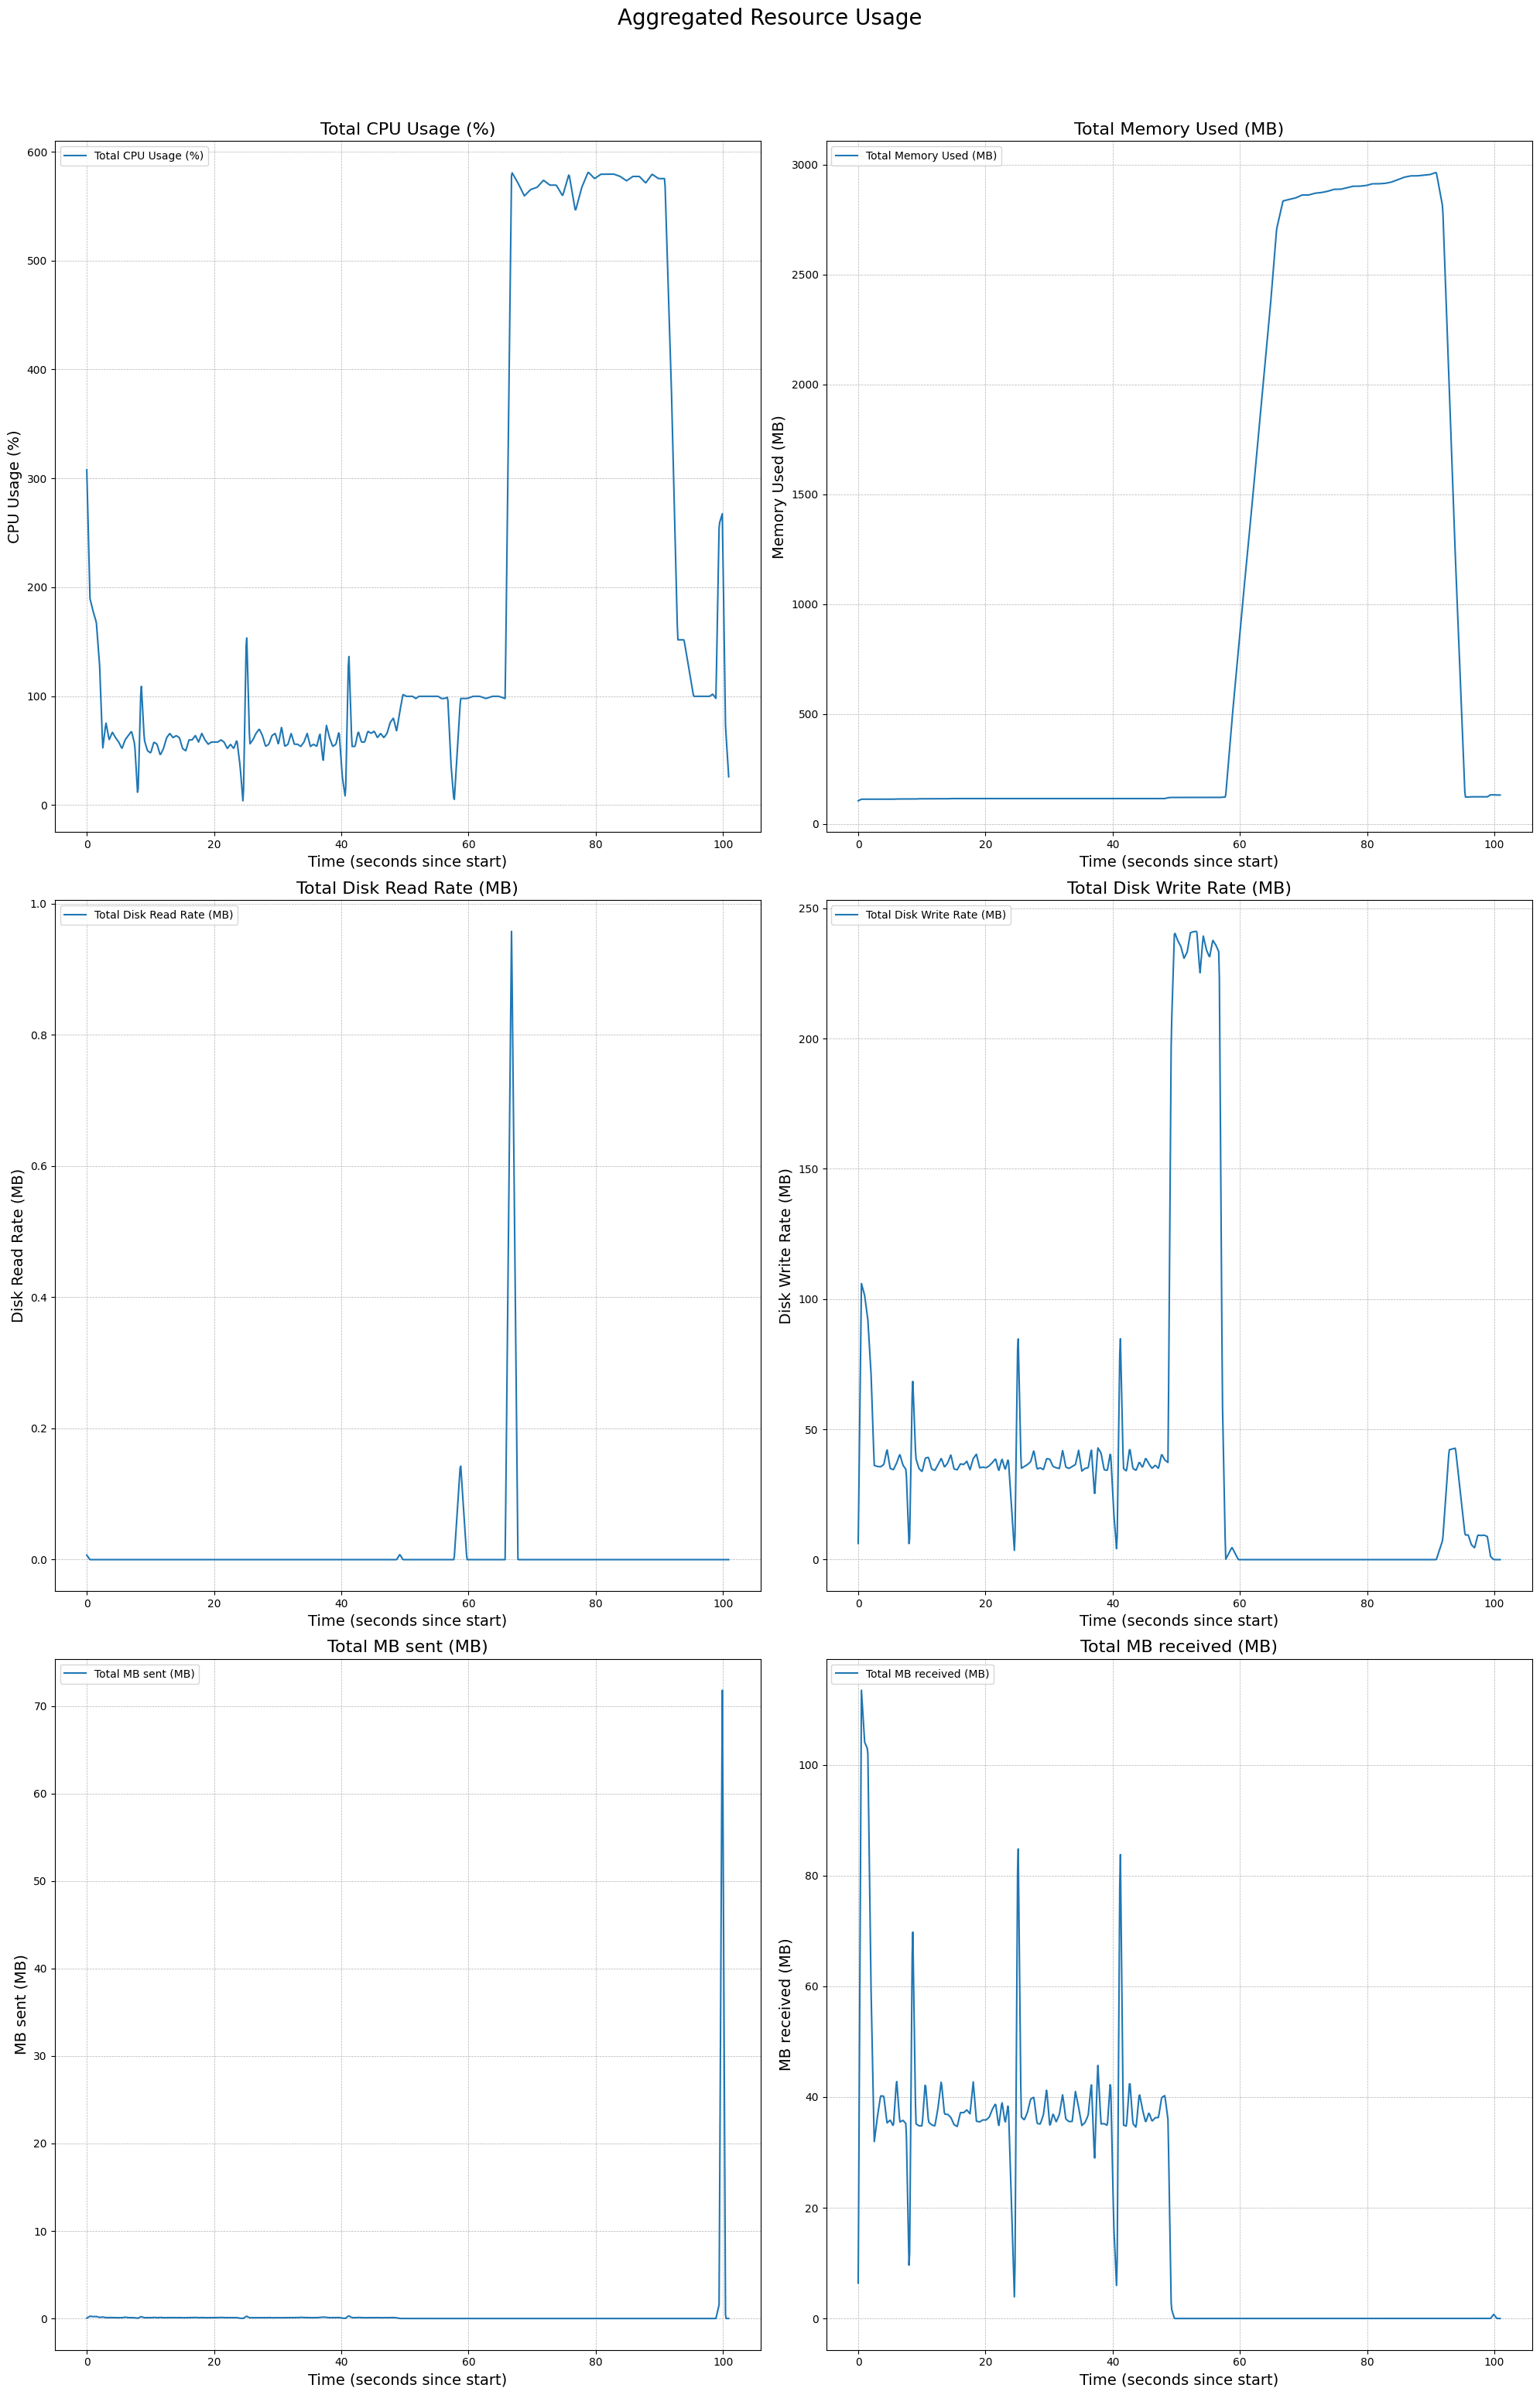 Aggregated Resource Usage
Total CPU Usage (%)
Total CPU Usage (%)
CPU Usage (%)
600
500
400
300
200
100
0
0 20 40 60 80 100
Time (seconds since start)
Total Memory Used (MB)
Total Memory Used (MB)
Memory Used (MB)
3000
2500
2000
1500
1000
500
0
0 20 40 60 80 100
Time (seconds since start)
Total Disk Read Rate (MB)
Total Disk Read Rate (MB)
Disk Read Rate (MB)
1.0
0.8
0.6
0.4
0.2
0.0
0 20 40 60 80 100
Time (seconds since start)
Total Disk Write Rate (MB)
Total Disk Write Rate (MB)
Disk Write Rate (MB)
250
200
150
100
50
0
0 20 40 60 80 100
Time (seconds since start)
Total MB sent (MB)
Total MB sent (MB)
MB sent (MB)
70
60
50
40
30
20
10
0
0 20 40 60 80 100
Time (seconds since start)
Total MB received (MB)
Total MB received (MB)
MB received (MB)
100
80
60
40
20
0
0 20 40 60 80 100
Time (seconds since start)